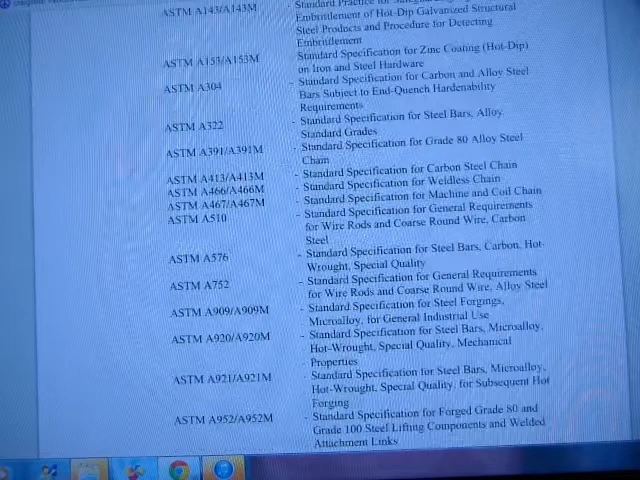 ASTM A143/A143M - Standard Practice for
Embrittlement of Hot-Dip Galvanized Structural
Steel Products and Procedure for Detecting
Embrittlement
ASTM A153/A153M Standard Specification for Zinc Coating (Hot-Dip)
on Iron and Steel Hardware
ASTM A304 - Standard Specification for Carbon and Alloy Steel
Bars Subject to End-Quench Hardenability
Requirements
ASTM A322 - Standard Specification for Steel Bars, Alloy,
Standard Grades
ASTM A391/A391M - Standard Specification for Grade 80 Alloy Steel
Chain
ASTM A413/A413M - Standard Specification for Carbon Steel Chain
ASTM A466/A466M - Standard Specification for Weldless Chain
ASTM A467/A467M - Standard Specification for Machine and Coil Chain
ASTM A510 - Standard Specification for General Requirements
for Wire Rods and Coarse Round Wire, Carbon
Steel
ASTM A576 - Standard Specification for Steel Bars, Carbon, Hot-
Wrought, Special Quality
ASTM A752 - Standard Specification for General Requirements
for Wire Rods and Coarse Round Wire, Alloy Steel
ASTM A909/A909M - Standard Specification for Steel Forgings,
Microalloy, for General Industrial Use
ASTM A920/A920M - Standard Specification for Steel Bars, Microalloy,
Hot-Wrought, Special Quality, Mechanical
Properties
ASTM A921/A921M - Standard Specification for Steel Bars, Microalloy,
Hot-Wrought, Special Quality, for Subsequent Hot
Forging
ASTM A952/A952M - Standard Specification for Forged Grade 80 and
Grade 100 Steel Lifting Components and Welded
Attachment Links